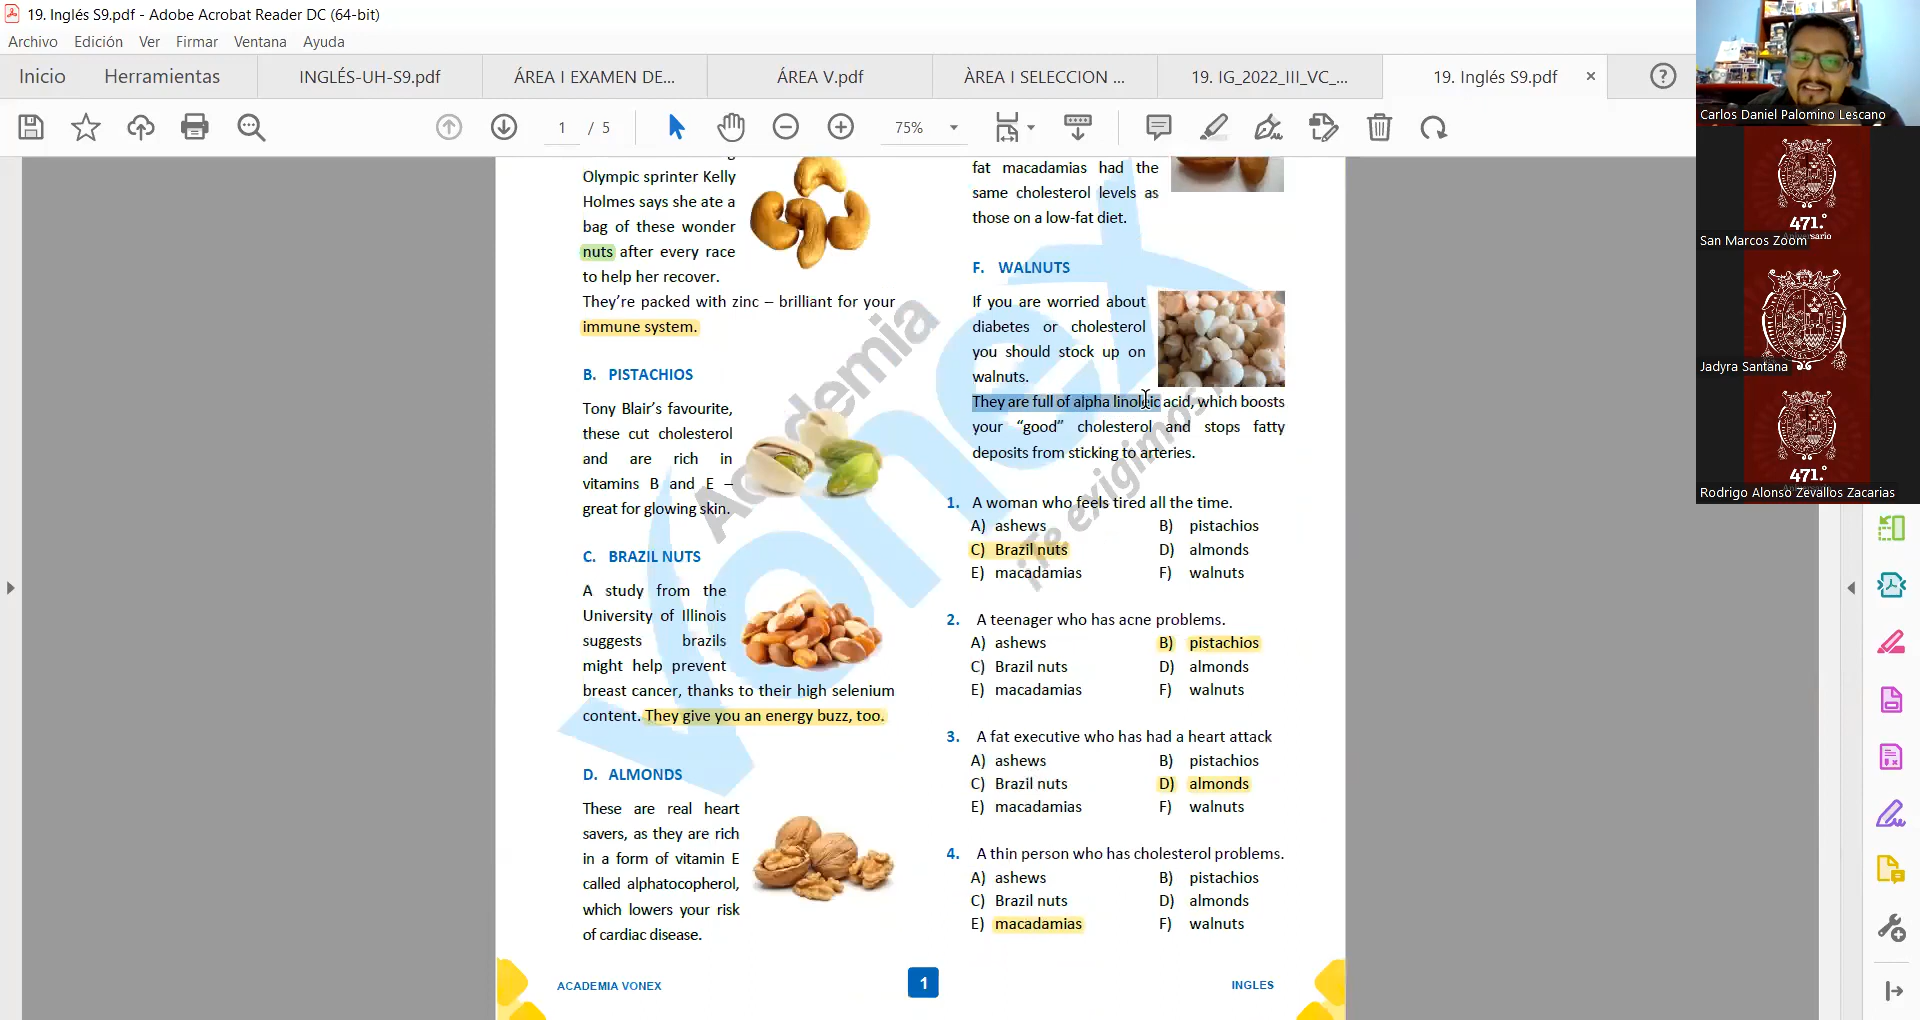 19. Inglés S9.pdf - Adobe Acrobat Reader DC (64-bit)
Archivo Edición Ver Firmar Ventana Ayuda
Inicio Herramientas INGLÉS-UH-S9.pdf ÁREA I EXAMEN DE... ÁREA V.pdf ÀREA I SELECCION ... 19. IG_2022_III_VC_... 19. Inglés S9.pdf ×
1 / 5 75%
Olympic sprinter Kelly
Holmes says she ate a
bag of these wonder
nuts after every race
to help her recover.
They're packed with zinc – brilliant for your
immune system.
B. PISTACHIOS
Tony Blair's favourite,
these cut cholesterol
and are rich in
vitamins B and E –
great for glowing skin.
C. BRAZIL NUTS
A study from the
University of Illinois
suggests brazils
might help prevent
breast cancer, thanks to their high selenium
content. They give you an energy buzz, too.
D. ALMONDS
These are real heart
savers, as they are rich
in a form of vitamin E
called alphatocopherol,
which lowers your risk
of cardiac disease.
fat macadamias had the
same cholesterol levels as
those on a low-fat diet.
F. WALNUTS
If you are worried about
diabetes or cholesterol
you should stock up on
walnuts.
They are full of alpha linoleic acid, which boosts
your “good” cholesterol and stops fatty
deposits from sticking to arteries.
1. A woman who feels tired all the time.
A) ashews B) pistachios
C) Brazil nuts D) almonds
E) macadamias F) walnuts
2. A teenager who has acne problems.
A) ashews B) pistachios
C) Brazil nuts D) almonds
E) macadamias F) walnuts
3. A fat executive who has had a heart attack
A) ashews B) pistachios
C) Brazil nuts D) almonds
E) macadamias F) walnuts
4. A thin person who has cholesterol problems.
A) ashews B) pistachios
C) Brazil nuts D) almonds
E) macadamias F) walnuts
ACADEMIA VONEX 1 INGLES
Academia
Vonex
¡Te exigimos
Carlos Daniel Palomino Lescano
471.°
San Marcos Zoom
Jadyra Santana
471.°
Rodrigo Alonso Zevallos Zacarias